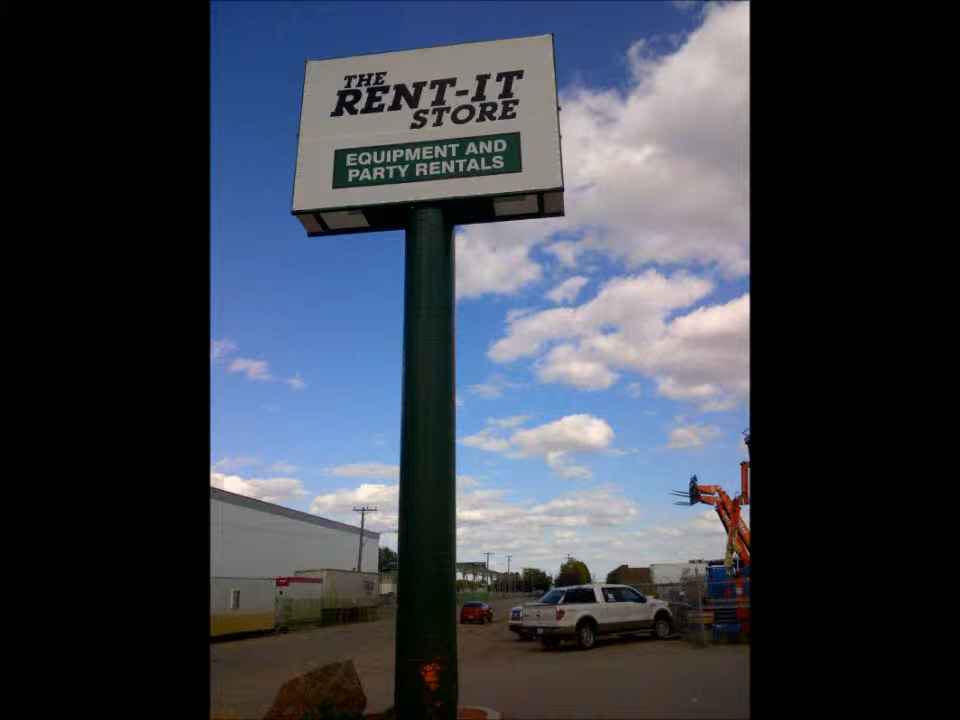 THE
RENT-IT
STORE
EQUIPMENT AND
PARTY RENTALS